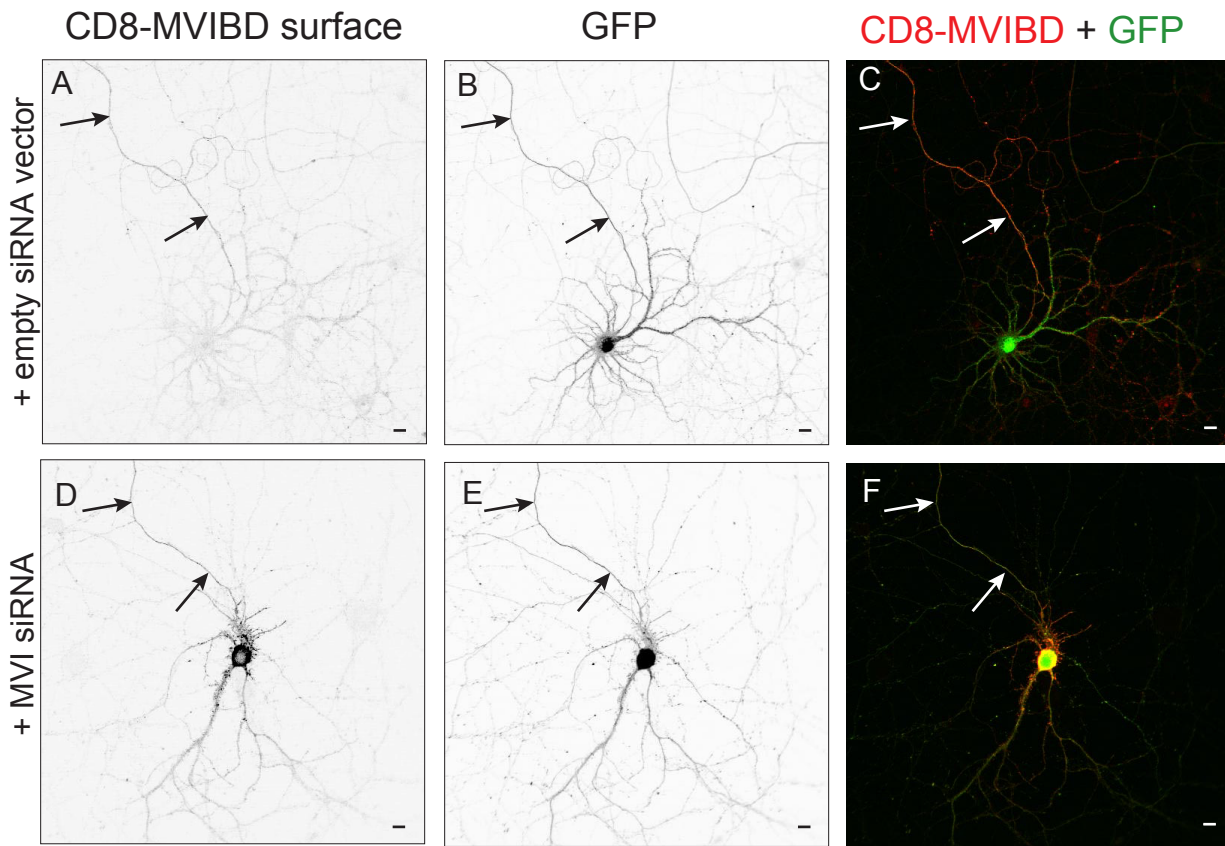 CD8-MVIBD surface
GFP
CD8-MVIBD + GFP
+ empty siRNA vector
A
B
C
+ MVI siRNA
D
E
F